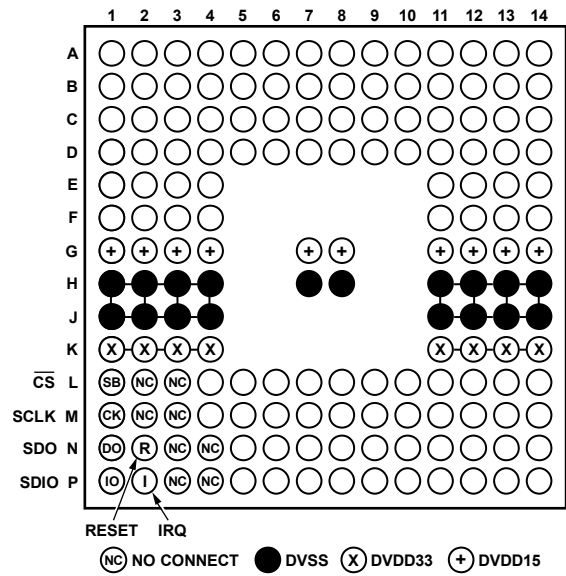 1 2 3 4 5 6 7 8 9 10 11 12 13 14
A
B
C
D
E
F
G + + + + + + + + + +
H
J
K X X X X X X X X
CS L SB NC NC
SCLK M CK NC NC
SDO N DO R NC NC
SDIO P IO I NC NC
RESET IRQ
NC NO CONNECT DVSS X DVDD33 + DVDD15